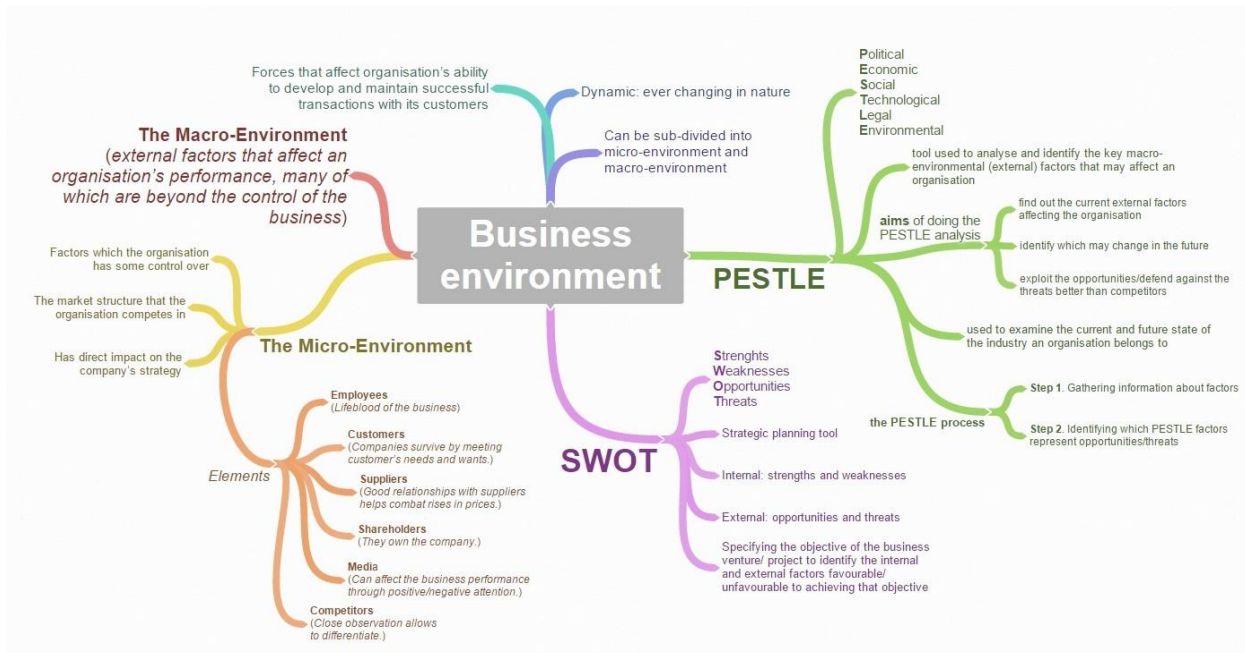 Business
environment
Forces that affect organisation's ability
to develop and maintain successful
transactions with its customers
Dynamic: ever changing in nature
Can be sub-divided into
micro-environment and
macro-environment
The Macro-Environment
(external factors that affect an
organisation's performance, many of
which are beyond the control of the
business)
The Micro-Environment
Factors which the organisation
has some control over
The market structure that the
organisation competes in
Has direct impact on the
company's strategy
Elements
Employees
(Lifeblood of the business)
Customers
(Companies survive by meeting
customer's needs and wants.)
Suppliers
(Good relationships with suppliers
helps combat rises in prices.)
Shareholders
(They own the company.)
Media
(Can affect the business performance
through positive/negative attention.)
Competitors
(Close observation allows
to differentiate.)
PESTLE
Political
Economic
Social
Technological
Legal
Environmental
tool used to analyse and identify the key macro-
environmental (external) factors that may affect an
organisation
aims of doing the
PESTLE analysis
find out the current external factors
affecting the organisation
identify which may change in the future
exploit the opportunities/defend against the
threats better than competitors
used to examine the current and future state of
the industry an organisation belongs to
the PESTLE process
Step 1. Gathering information about factors
Step 2. Identifying which PESTLE factors
represent opportunities/threats
SWOT
Strenghts
Weaknesses
Opportunities
Threats
Strategic planning tool
Internal: strengths and weaknesses
External: opportunities and threats
Specifying the objective of the business
venture/ project to identify the internal
and external factors favourable/
unfavourable to achieving that objective